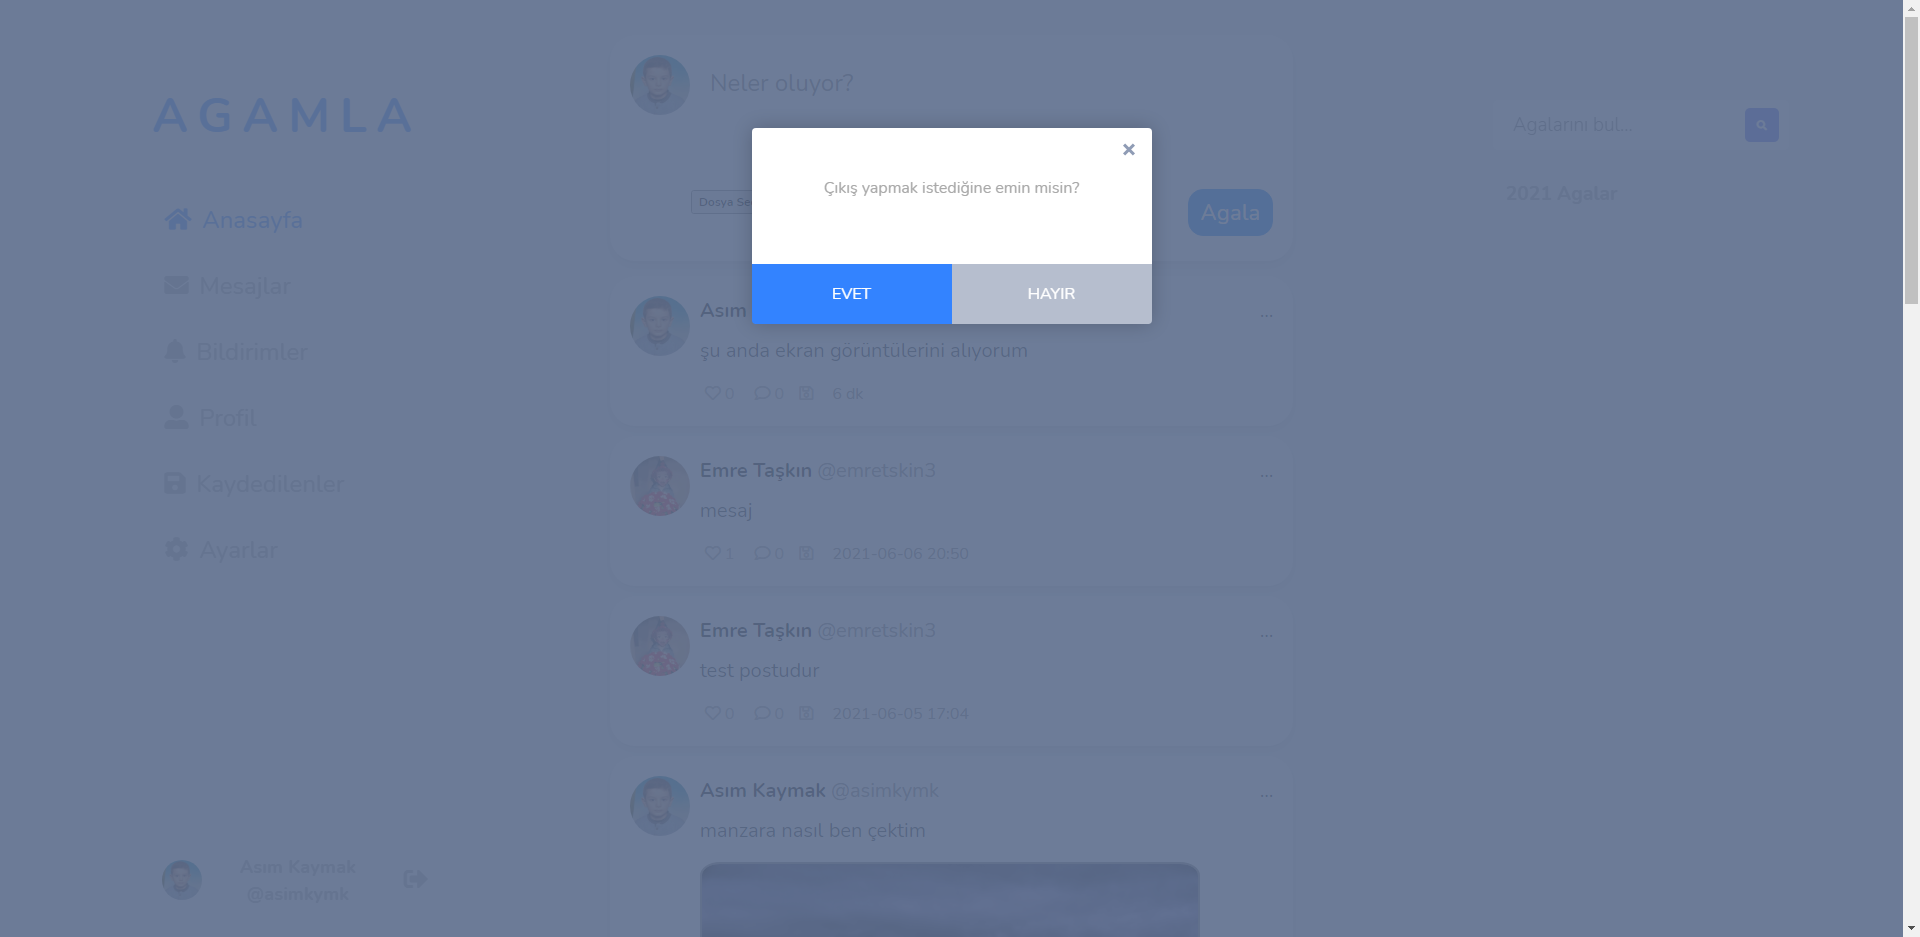 AGAMLA
Anasayfa
Mesajlar
Bildirimler
Profil
Kaydedilenler
Ayarlar
Asım Kaymak
@asimkymk
Neler oluyor?
Dosya Se
Agala
Çıkış yapmak istediğine emin misin?
EVET
HAYIR
Asım
...
şu anda ekran görüntülerini alıyorum
0 0 6 dk
Emre Taşkın @emretskin3
...
mesaj
1 0 2021-06-06 20:50
Emre Taşkın @emretskin3
...
test postudur
0 0 2021-06-05 17:04
Asım Kaymak @asimkymk
...
manzara nasıl ben çektim
Agalarını bul...
2021 Agalar